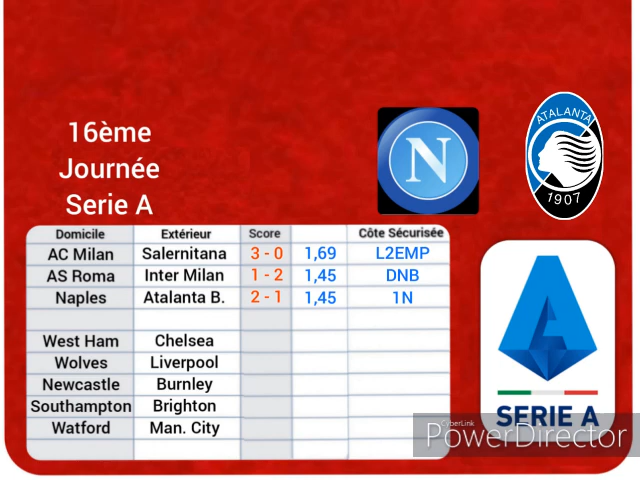 16ème
Journée
Serie A
N
ATALANTA
1907
Domicile Extérieur Score Côte Sécurisée
AC Milan Salernitana 3 - 0 1,69 L2EMP
AS Roma Inter Milan 1 - 2 1,45 DNB
Naples Atalanta B. 2 - 1 1,45 1N
West Ham Chelsea
Wolves Liverpool
Newcastle Burnley
Southampton Brighton
Watford Man. City
SERIE A
CyberLink
PowerDirector